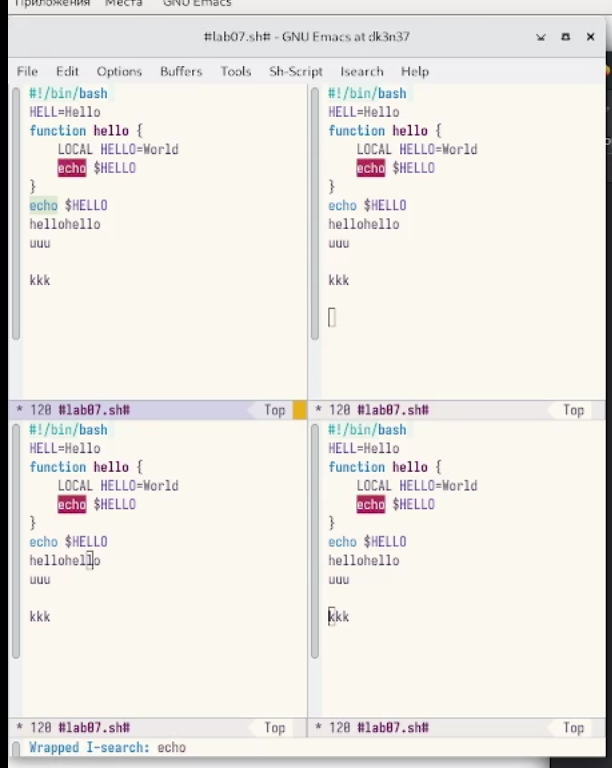 Приложения Места GNU Emacs
#lab07.sh# - GNU Emacs at dk3n37
File Edit Options Buffers Tools Sh-Script Isearch Help
#!/bin/bash
HELL=Hello
function hello {
    LOCAL HELLO=World
    echo $HELLO
}
echo $HELLO
hellohello
uuu
kkk
* 120 #lab07.sh# Top
#!/bin/bash
HELL=Hello
function hello {
    LOCAL HELLO=World
    echo $HELLO
}
echo $HELLO
hellohello
uuu
kkk
* 120 #lab07.sh# Top
#!/bin/bash
HELL=Hello
function hello {
    LOCAL HELLO=World
    echo $HELLO
}
echo $HELLO
hellohello
uuu
kkk
* 120 #lab07.sh# Top
#!/bin/bash
HELL=Hello
function hello {
    LOCAL HELLO=World
    echo $HELLO
}
echo $HELLO
hellohello
uuu
kkk
* 120 #lab07.sh# Top
Wrapped I-search: echo